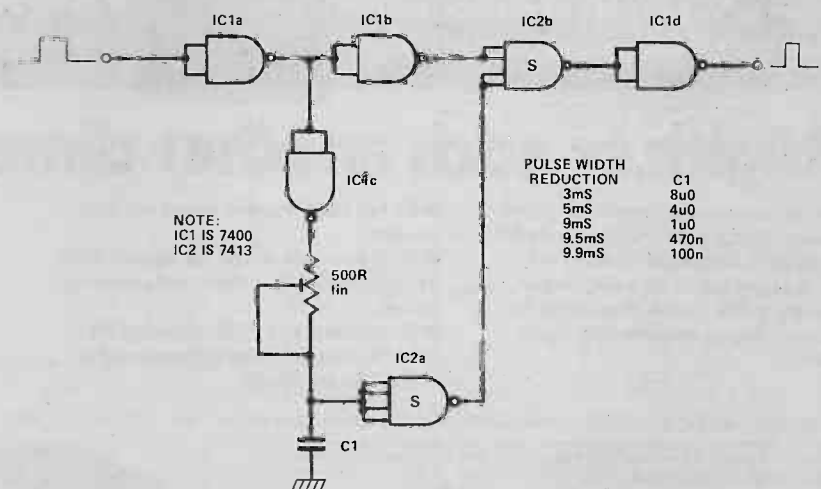 IC1a
IC1b
IC2b
IC1d
S
IC1c
NOTE:
IC1 IS 7400
IC2 IS 7413
PULSE WIDTH
REDUCTION C1
3mS 8u0
5mS 4u0
9mS 1u0
9.5mS 470n
9.9mS 100n
500R
lin
IC2a
S
C1